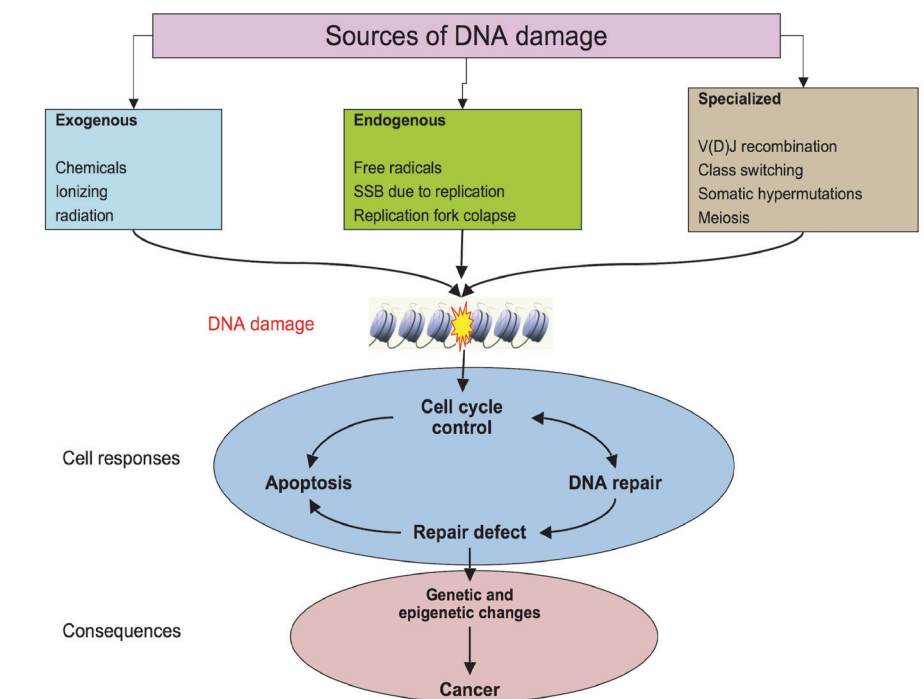 Sources of DNA damage
Exogenous
Chemicals
Ionizing
radiation
Endogenous
Free radicals
SSB due to replication
Replication fork colapse
Specialized
V(D)J recombination
Class switching
Somatic hypermutations
Meiosis
DNA damage
Cell responses
Cell cycle
control
Apoptosis
DNA repair
Repair defect
Consequences
Genetic and
epigenetic changes
Cancer